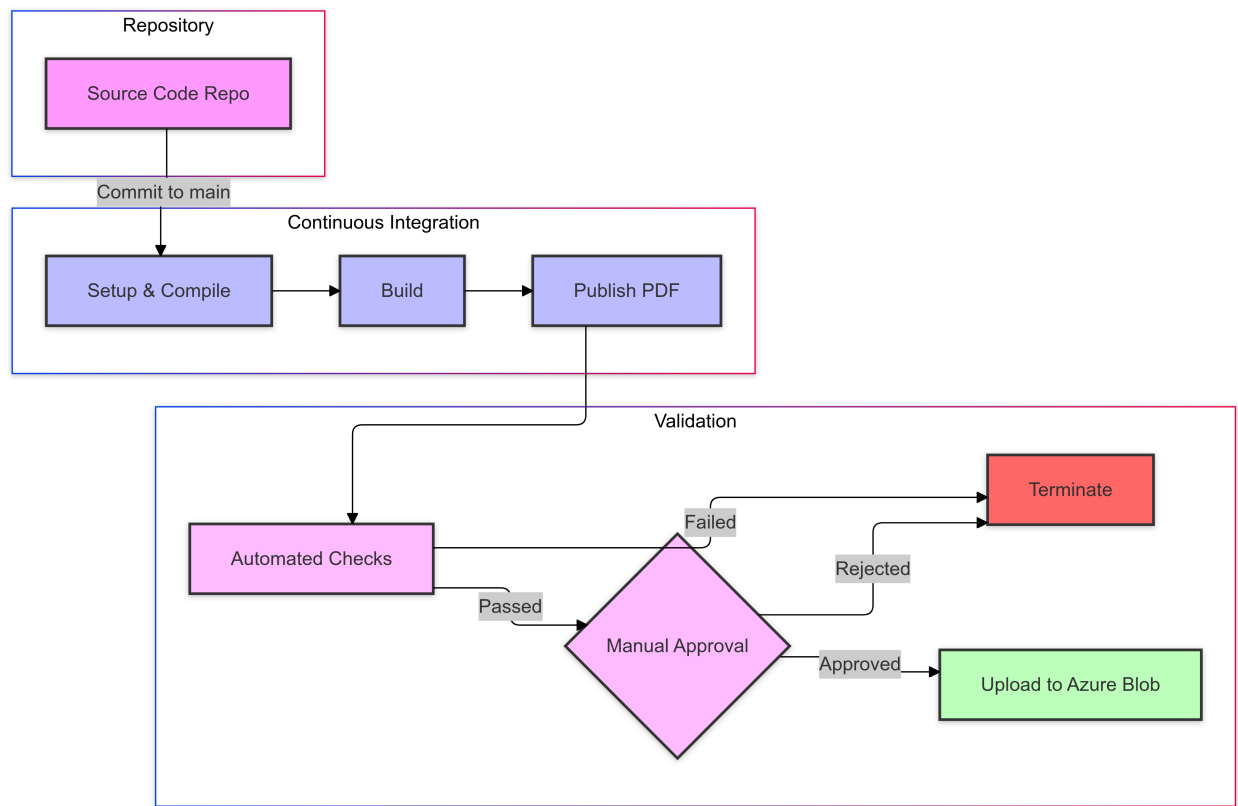 Repository
Source Code Repo
Commit to main
Continuous Integration
Setup & Compile
Build
Publish PDF
Validation
Terminate
Failed
Automated Checks
Rejected
Passed
Manual Approval
Approved
Upload to Azure Blob